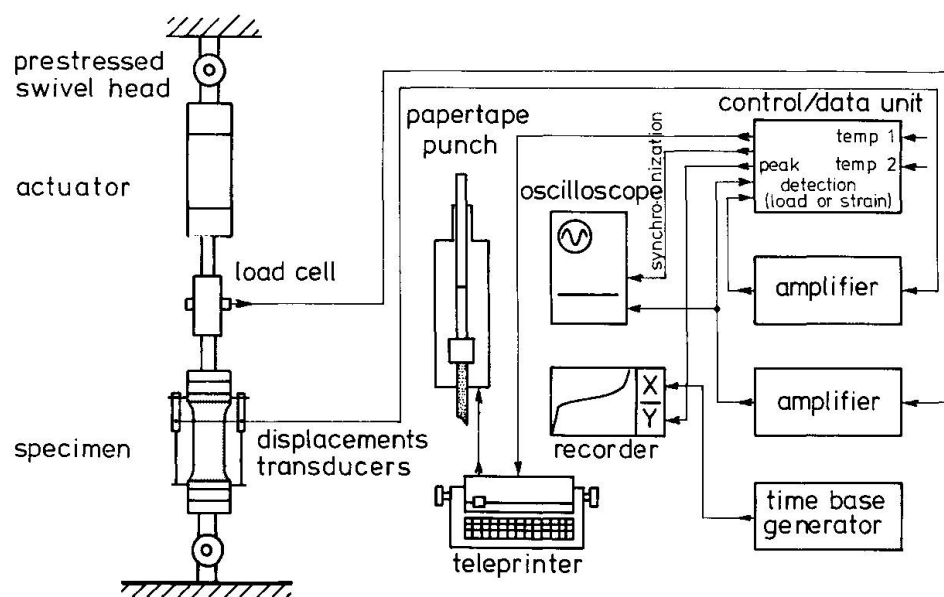 prestressed
swivel head
actuator
load cell
specimen
displacements
transducers
papertape
punch
oscilloscope
synchronization
control/data unit
temp 1
temp 2
peak
detection
(load or strain)
amplifier
amplifier
X
Y
recorder
time base
generator
teleprinter